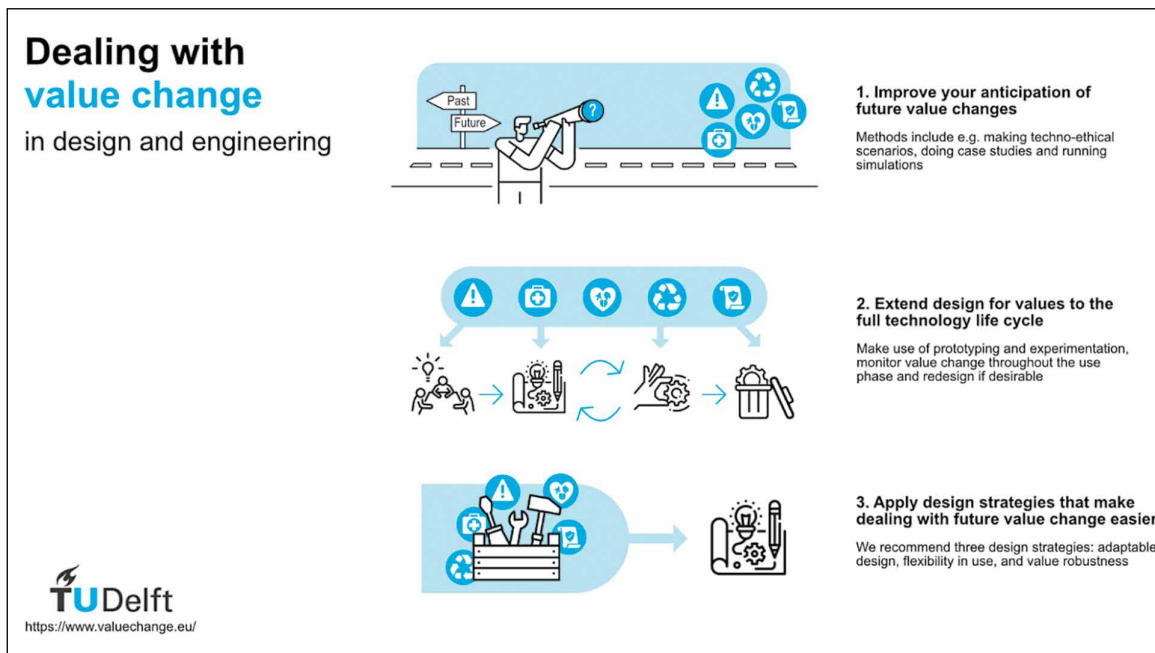 Dealing with
value change
in design and engineering
Past
Future
?
1. Improve your anticipation of
future value changes
Methods include e.g. making techno-ethical
scenarios, doing case studies and running
simulations
2. Extend design for values to the
full technology life cycle
Make use of prototyping and experimentation,
monitor value change throughout the use
phase and redesign if desirable
3. Apply design strategies that make
dealing with future value change easier
We recommend three design strategies: adaptable
design, flexibility in use, and value robustness
TUDelft
https://www.valuechange.eu/